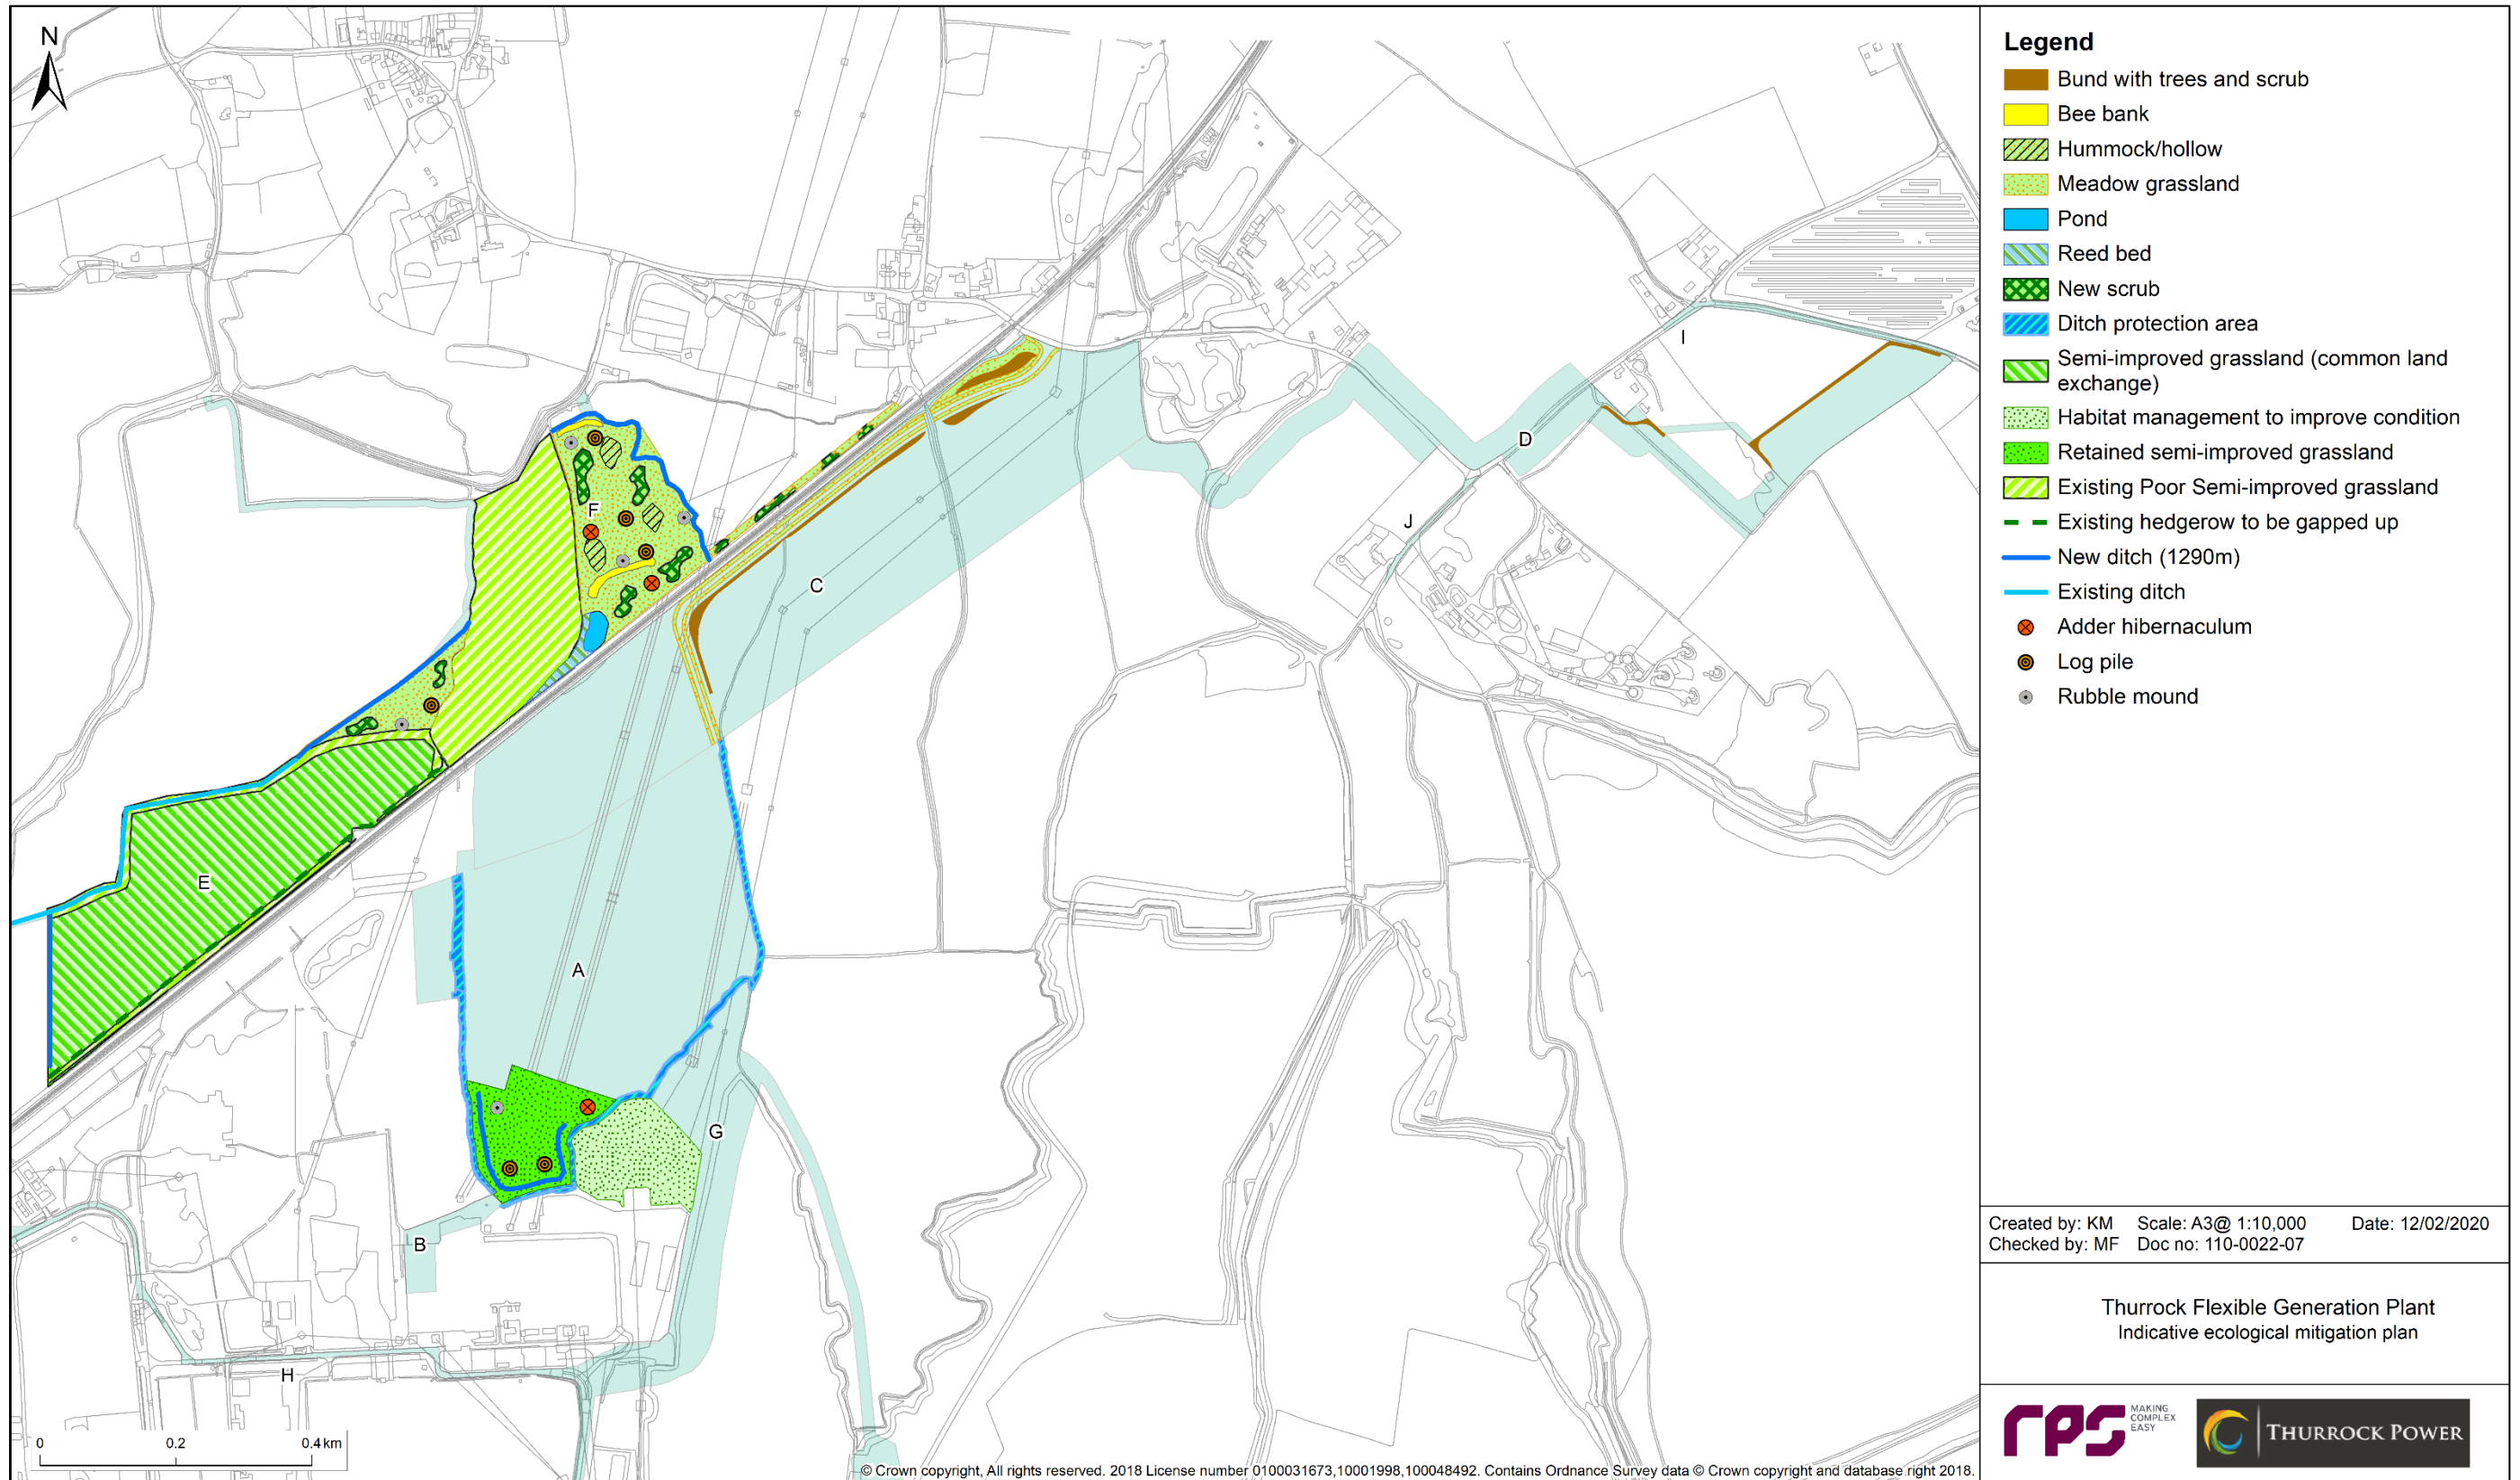 N
F
C
D
I
J
E
A
G
B
H
0
0.2
0.4km
© Crown copyright, All rights reserved. 2018 License number 0100031673,10001998,100048492. Contains Ordnance Survey data © Crown copyright and database right 2018.
Legend
Bund with trees and scrub
Bee bank
Hummock/hollow
Meadow grassland
Pond
Reed bed
New scrub
Ditch protection area
Semi-improved grassland (common land
exchange)
Habitat management to improve condition
Retained semi-improved grassland
Existing Poor Semi-improved grassland
Existing hedgerow to be gapped up
New ditch (1290m)
Existing ditch
Adder hibernaculum
Log pile
Rubble mound
Created by: KM Scale: A3@ 1:10,000 Date: 12/02/2020
Checked by: MF Doc no: 110-0022-07
Thurrock Flexible Generation Plant
Indicative ecological mitigation plan
rps
MAKING
COMPLEX
EASY
THURROCK POWER